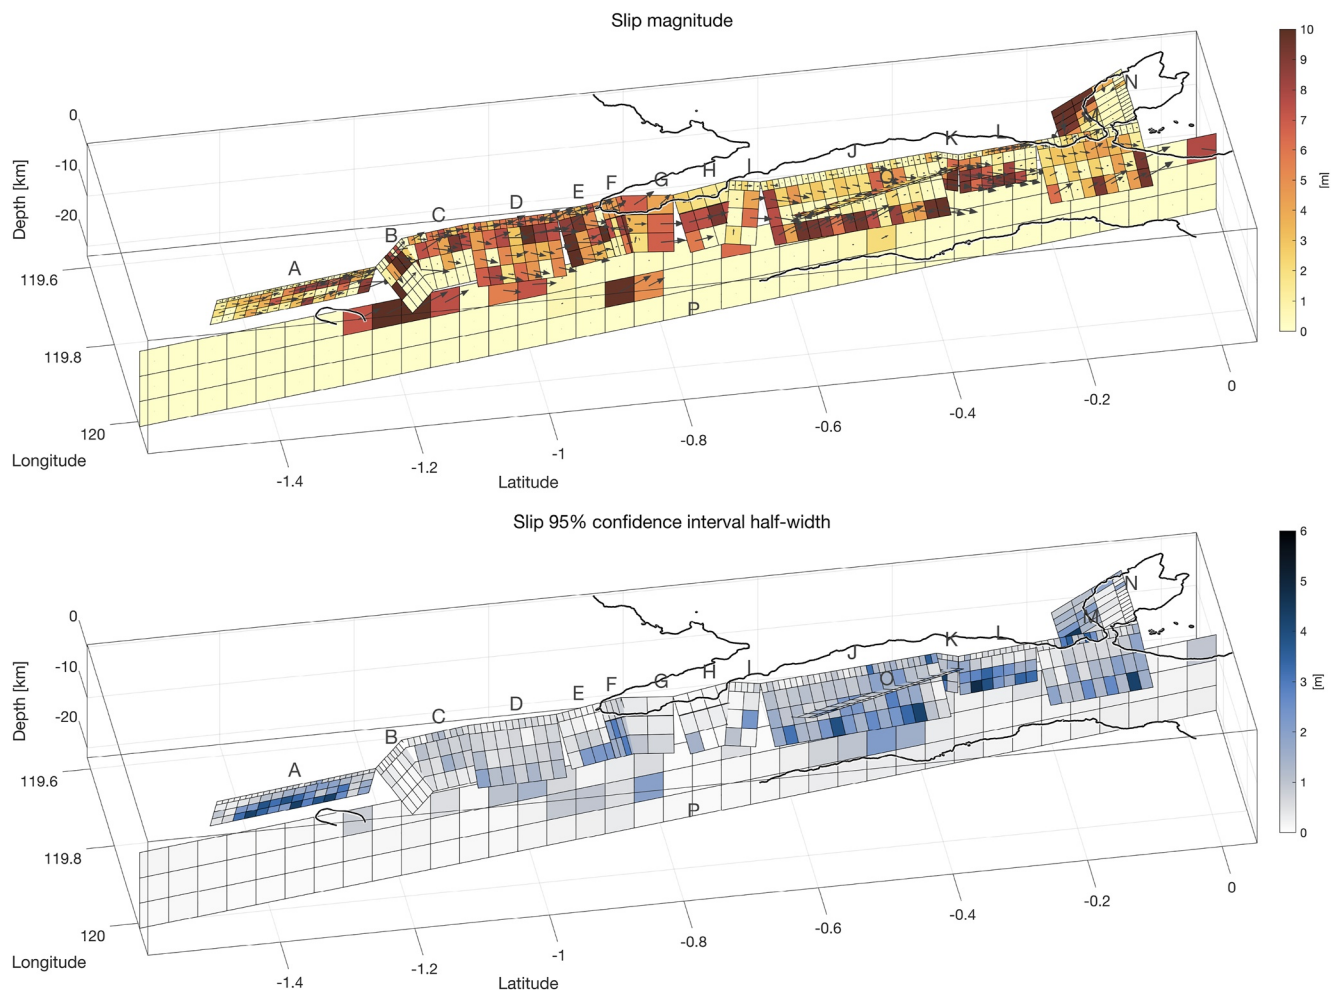 Slip magnitude
10
9
8
7
6
5
4
3
2
1
0
[m]
0
-10
-20
Depth [km]
119.6
119.8
120
Longitude
-1.4
-1.2
-1
-0.8
-0.6
-0.4
-0.2
0
Latitude
A
B
C
D
E
F
G
H
I
J
K
L
M
N
O
P
Slip 95% confidence interval half-width
6
5
4
3
2
1
0
[m]
0
-10
-20
Depth [km]
119.6
119.8
120
Longitude
-1.4
-1.2
-1
-0.8
-0.6
-0.4
-0.2
0
Latitude
A
B
C
D
E
F
G
H
I
J
K
L
M
N
O
P